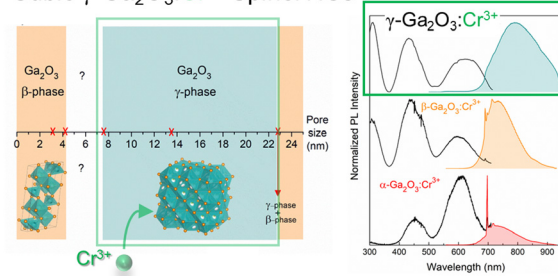 γ-Ga₂O₃:Cr³⁺
Ga₂O₃
β-phase
?
Ga₂O₃
γ-phase
Pore
size
(nm)
0 2 4 6 8 10 12 14 16 18 20 22 24
?
γ-phase
+
β-phase
Cr³⁺
Normalized PL Intensity
β-Ga₂O₃:Cr³⁺
α-Ga₂O₃:Cr³⁺
300 400 500 600 700 800 900
Wavelength (nm)